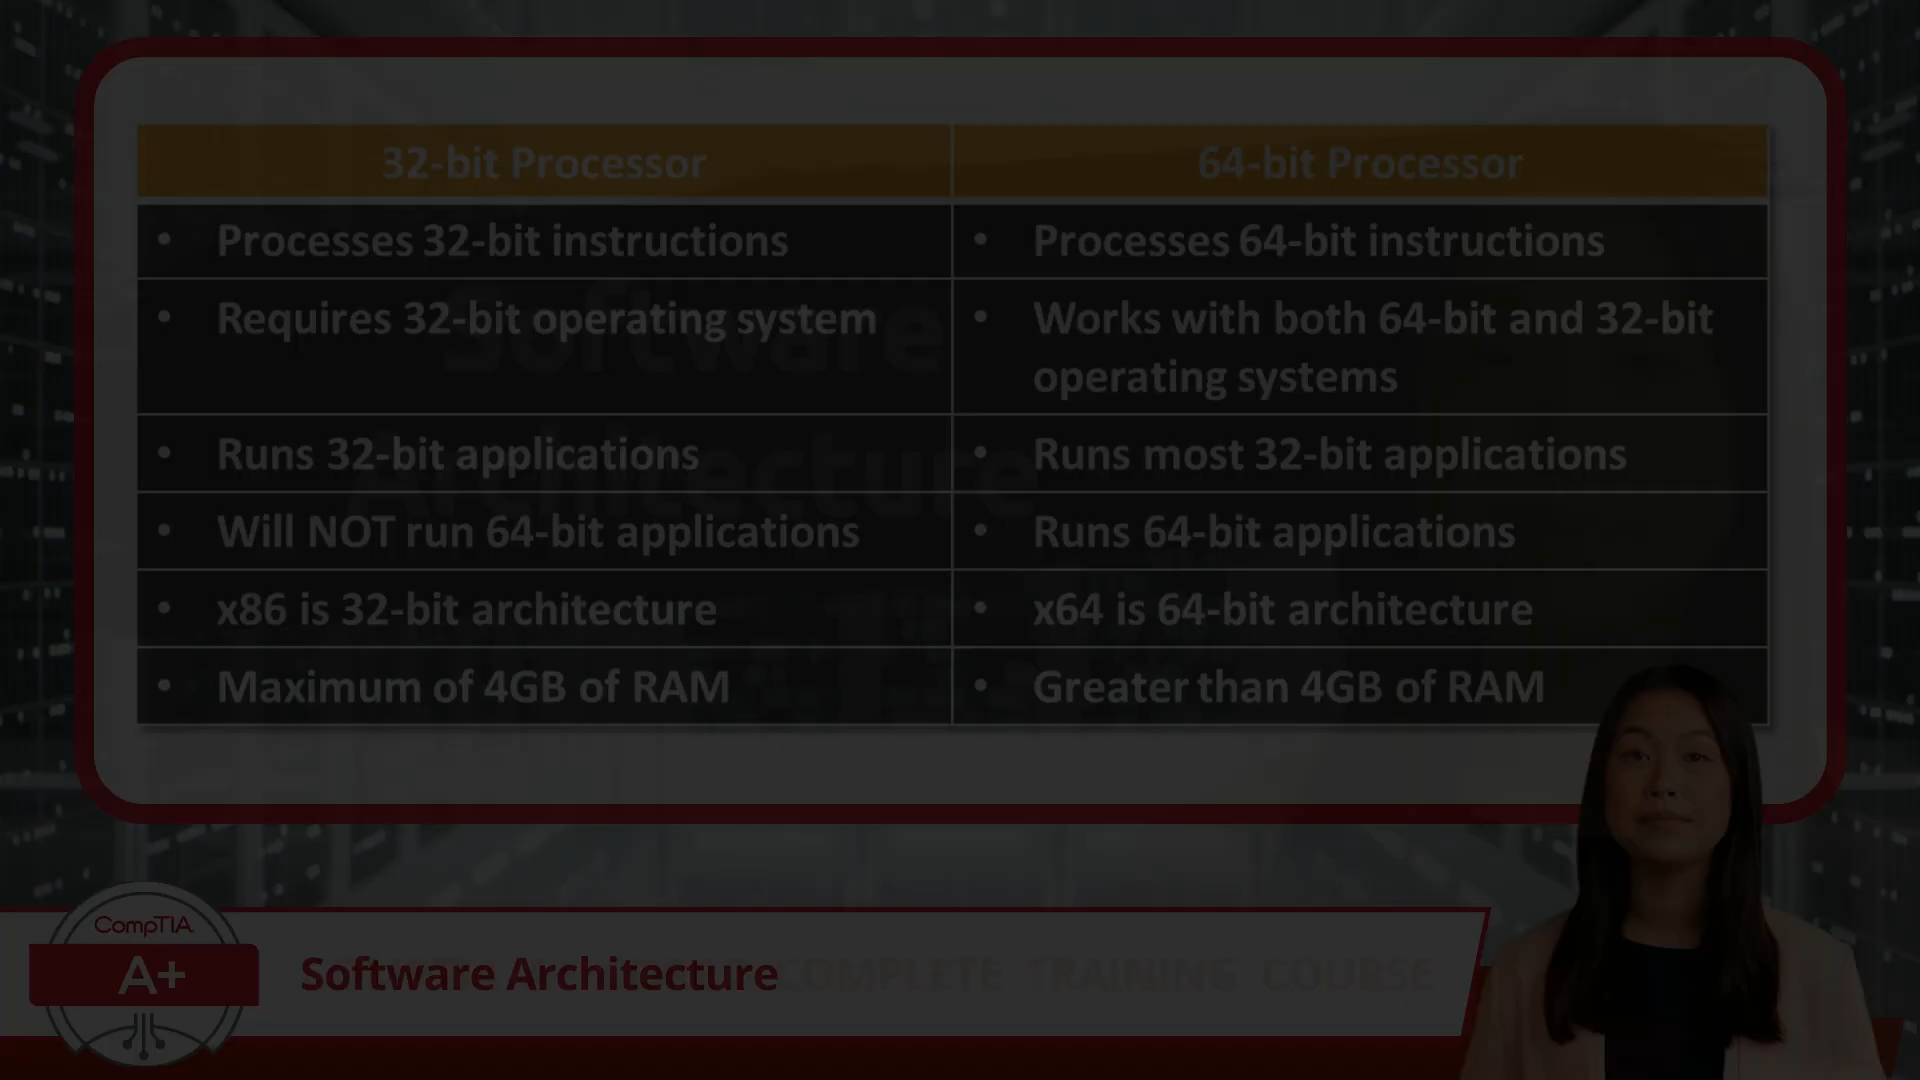 32-bit Processor
64-bit Processor
• Processes 32-bit instructions
• Processes 64-bit instructions
• Requires 32-bit operating system
• Works with both 64-bit and 32-bit
operating systems
• Runs 32-bit applications
• Runs most 32-bit applications
• Will NOT run 64-bit applications
• Runs 64-bit applications
• x86 is 32-bit architecture
• x64 is 64-bit architecture
• Maximum of 4GB of RAM
• Greater than 4GB of RAM
Software
Architecture
CompTIA
A+
Software Architecture
COMPLETE TRAINING COURSE